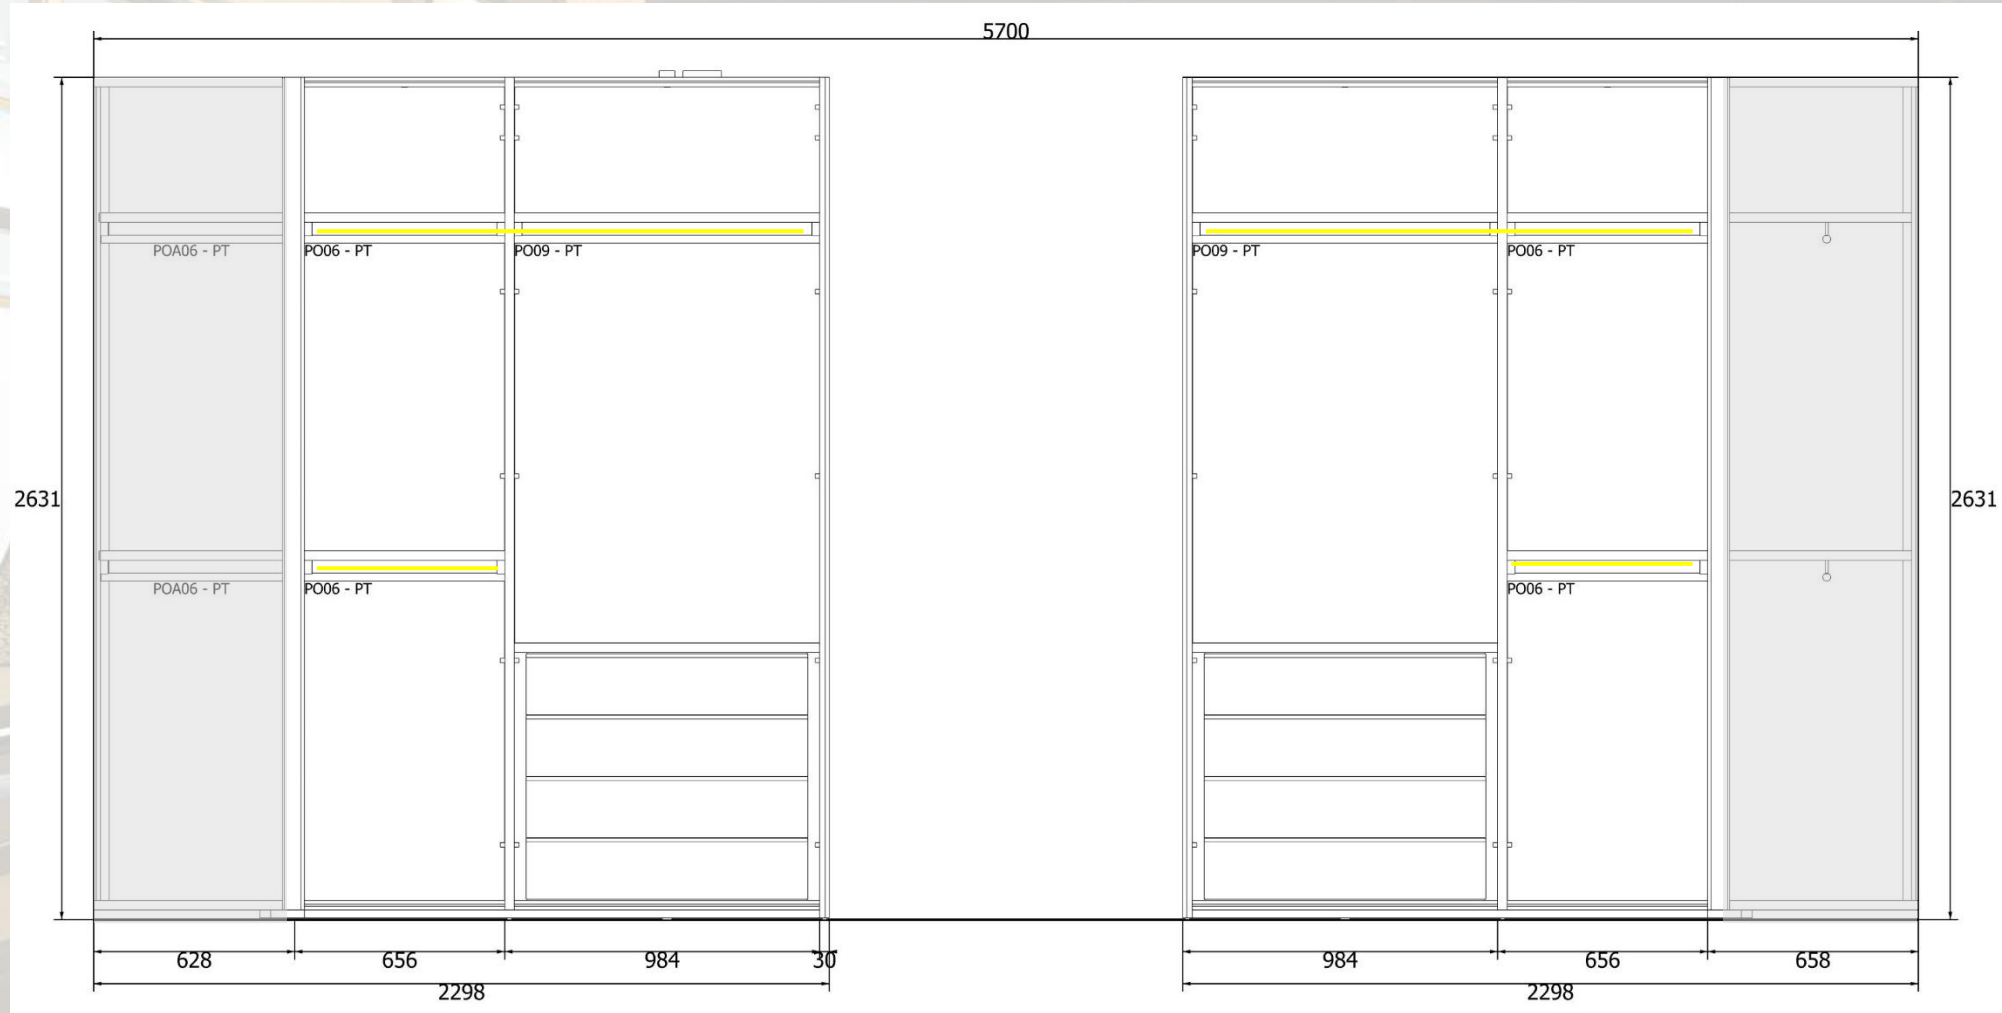 5700
POA06 - PT
PO06 - PT
PO09 - PT
PO09 - PT
PO06 - PT
2631
2631
POA06 - PT
PO06 - PT
PO06 - PT
628
656
984
30
984
656
658
2298
2298